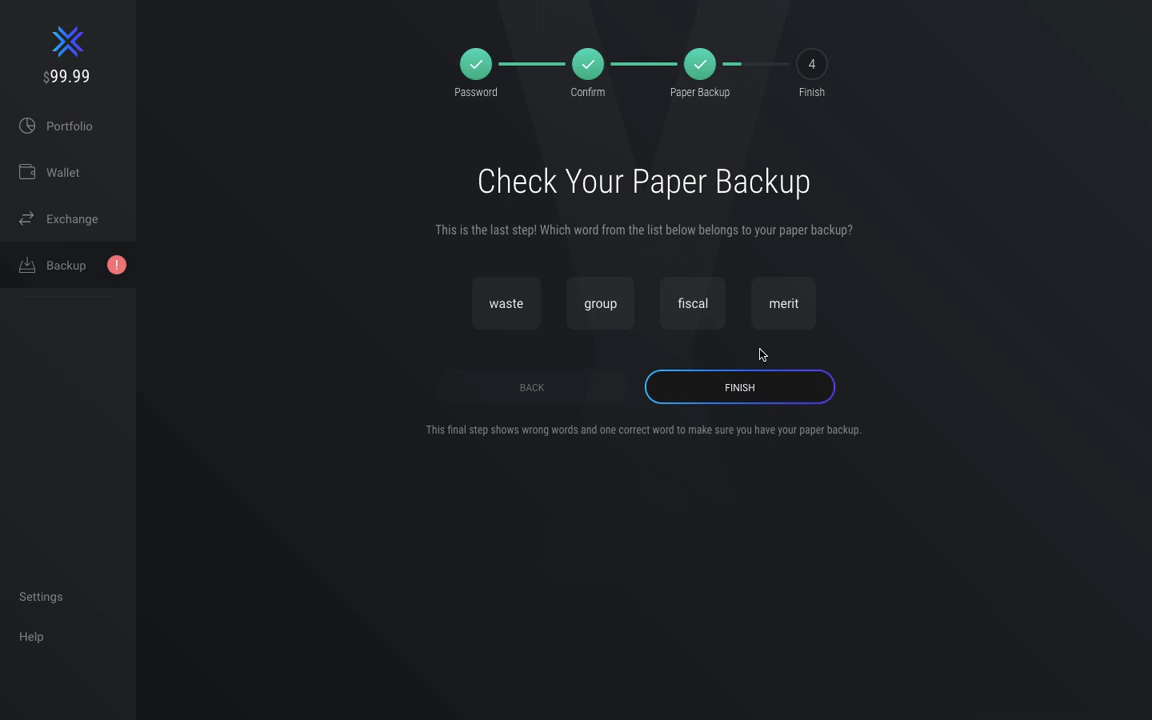 $99.99
Portfolio
Wallet
Exchange
Backup
!
Settings
Help
4
Password
Confirm
Paper Backup
Finish
Check Your Paper Backup
This is the last step! Which word from the list below belongs to your paper backup?
waste
group
fiscal
merit
BACK
FINISH
This final step shows wrong words and one correct word to make sure you have your paper backup.